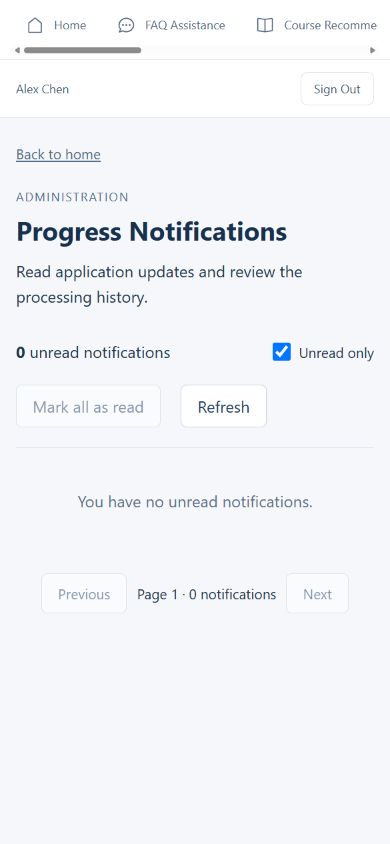 Home FAQ Assistance Course Recomme
Alex Chen Sign Out
Back to home
ADMINISTRATION
Progress Notifications
Read application updates and review the
processing history.
0 unread notifications Unread only
Mark all as read Refresh
You have no unread notifications.
Previous Page 1 · 0 notifications Next